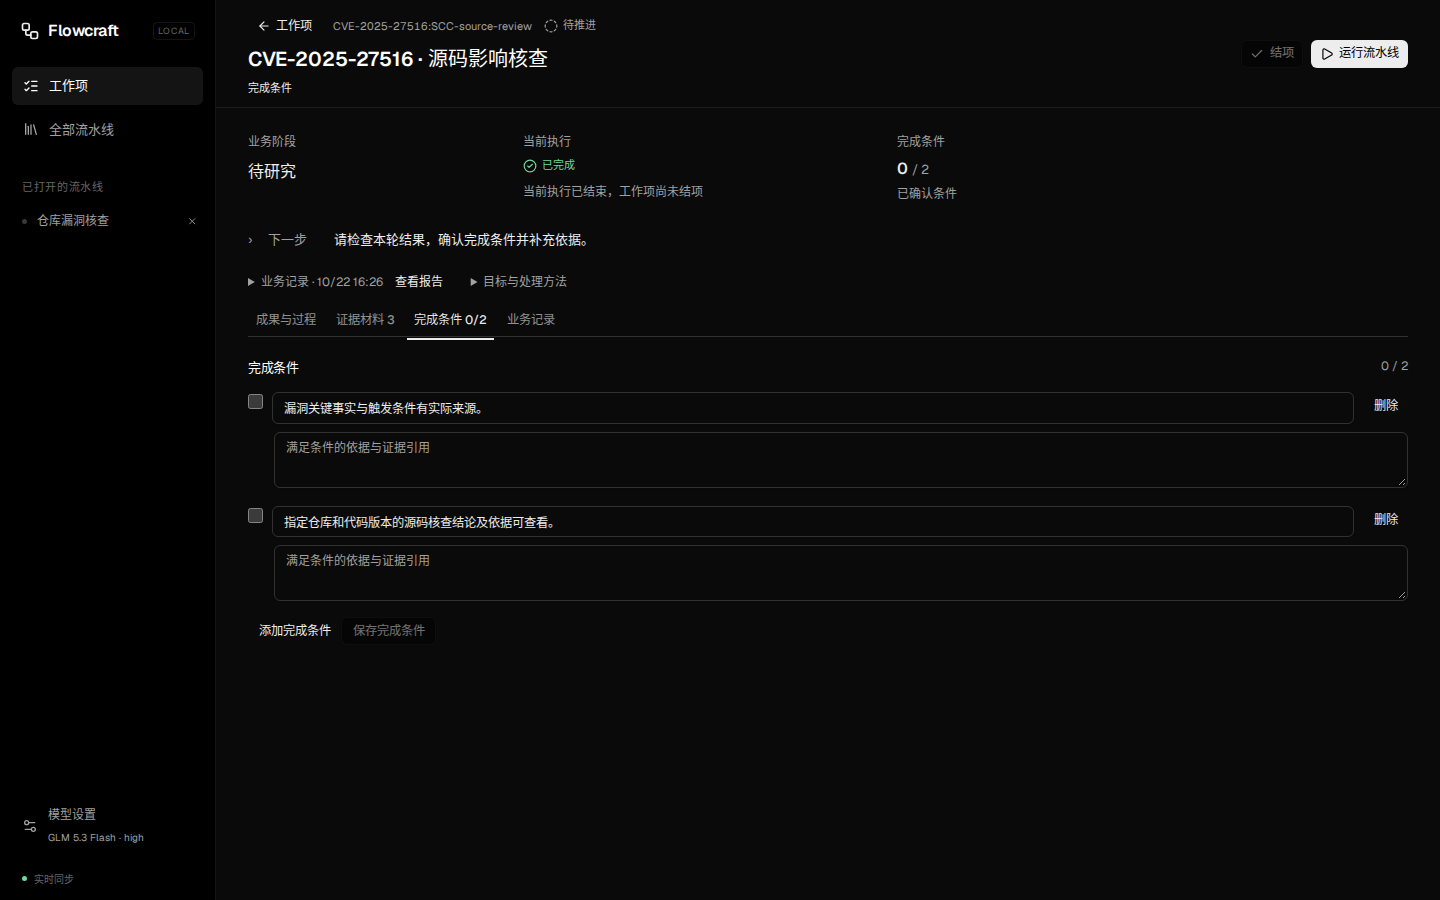 Flowcraft
LOCAL
工作项
全部流水线
已打开的流水线
仓库漏洞核查
模型设置
GLM 5.3 Flash · high
实时同步
工作项 CVE-2025-27516:SCC-source-review 待推进
CVE-2025-27516 · 源码影响核查
完成条件
结项 运行流水线
业务阶段
待研究
当前执行
已完成
当前执行已结束，工作项尚未结项
完成条件
0 / 2
已确认条件
下一步 请检查本轮结果，确认完成条件并补充依据。
业务记录 · 10/22 16:26 查看报告 目标与处理方法
成果与过程 证据材料 3 完成条件 0/2 业务记录
完成条件 0 / 2
漏洞关键事实与触发条件有实际来源。 删除
满足条件的依据与证据引用
指定仓库和代码版本的源码核查结论及依据可查看。 删除
满足条件的依据与证据引用
添加完成条件 保存完成条件